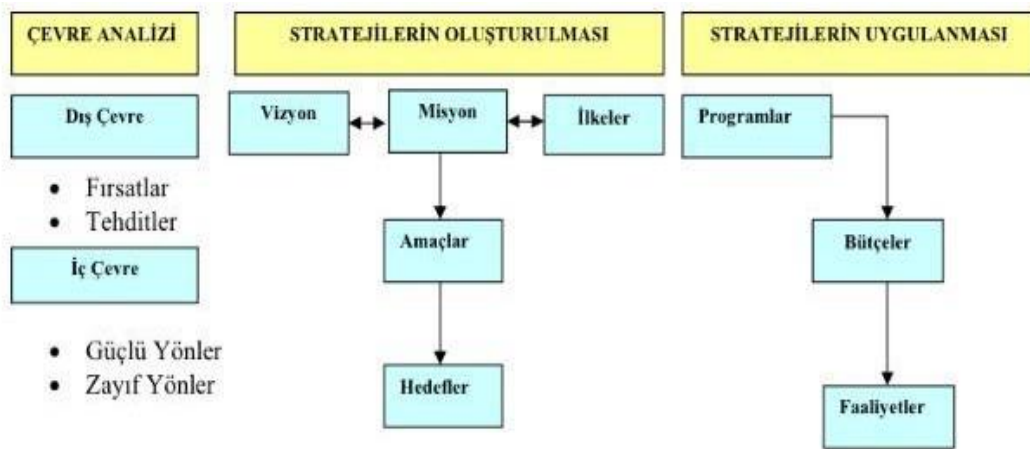 ÇEVRE ANALİZİ
Dış Çevre
• Fırsatlar
• Tehditler
İç Çevre
• Güçlü Yönler
• Zayıf Yönler
STRATEJİLERİN OLUŞTURULMASI
Vizyon
Misyon
İlkeler
Amaçlar
Hedefler
STRATEJİLERİN UYGULANMASI
Programlar
Bütçeler
Faaliyetler